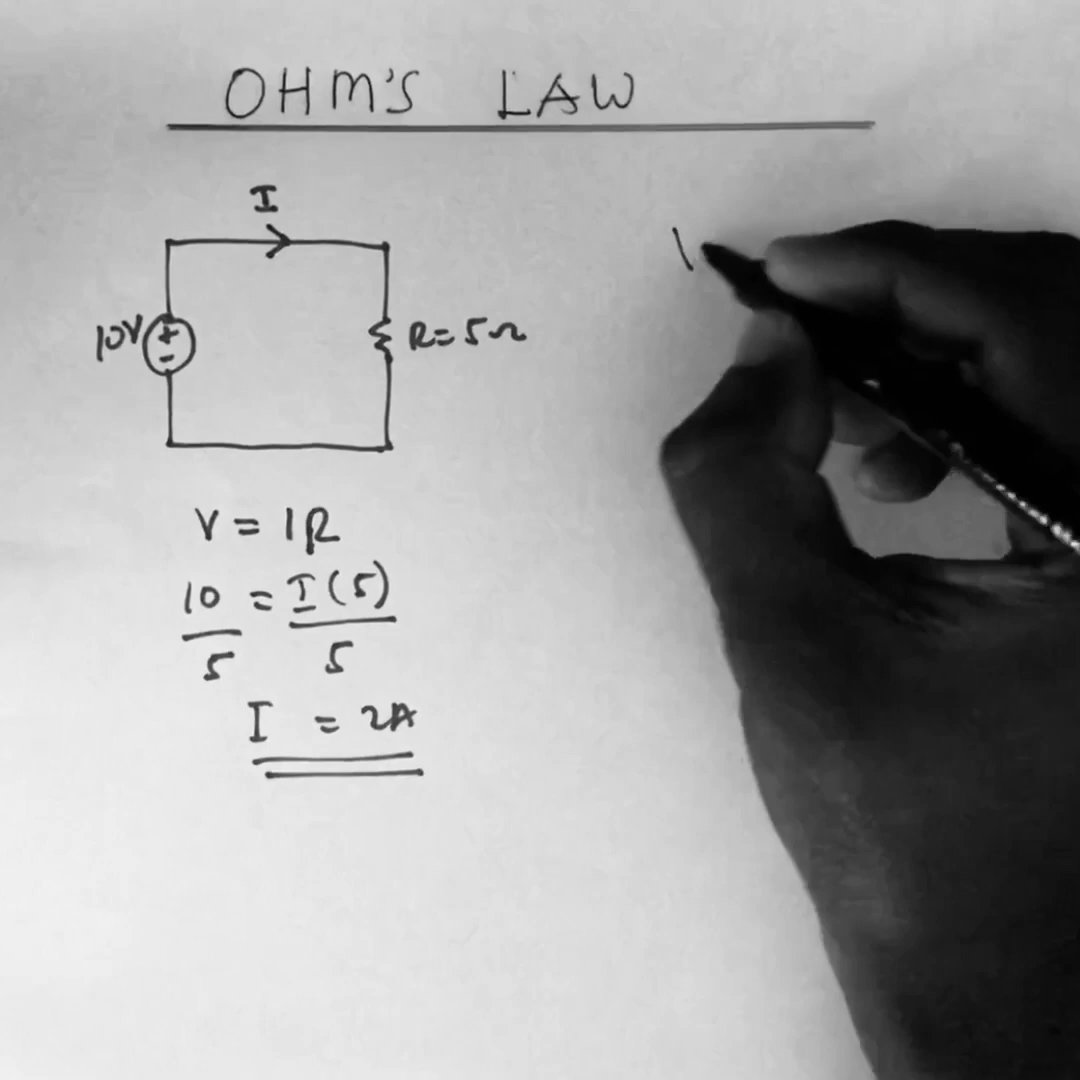 OHM'S LAW
I
10V + - R=5Ω
V = IR
10 = I(5)
5 5
I = 2A